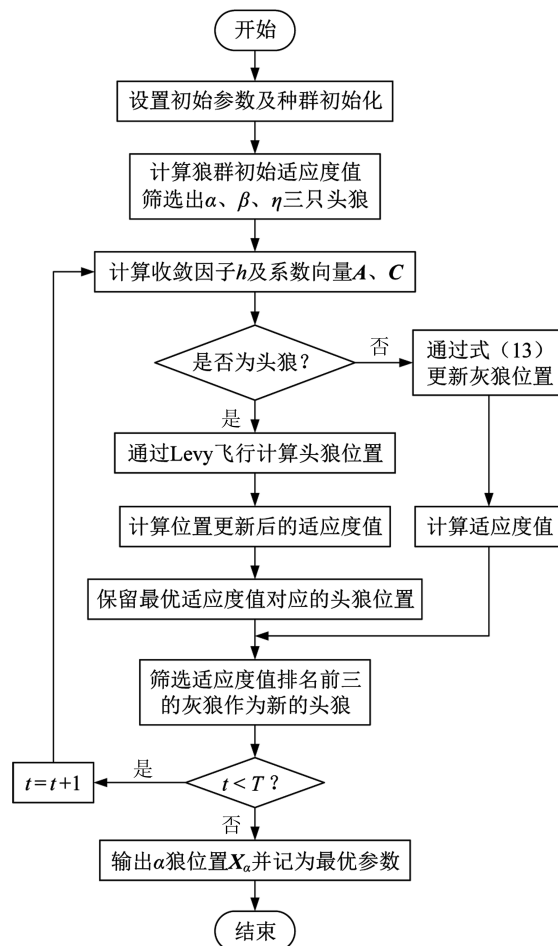 开始
设置初始参数及种群初始化
计算狼群初始适应度值
筛选出α、β、η三只头狼
计算收敛因子h及系数向量A、C
是否为头狼？
否
通过式（13）
更新灰狼位置
是
通过Levy飞行计算头狼位置
计算位置更新后的适应度值
计算适应度值
保留最优适应度值对应的头狼位置
筛选适应度值排名前三
的灰狼作为新的头狼
t=t+1
是
t<T？
否
输出α狼位置Xα并记为最优参数
结束